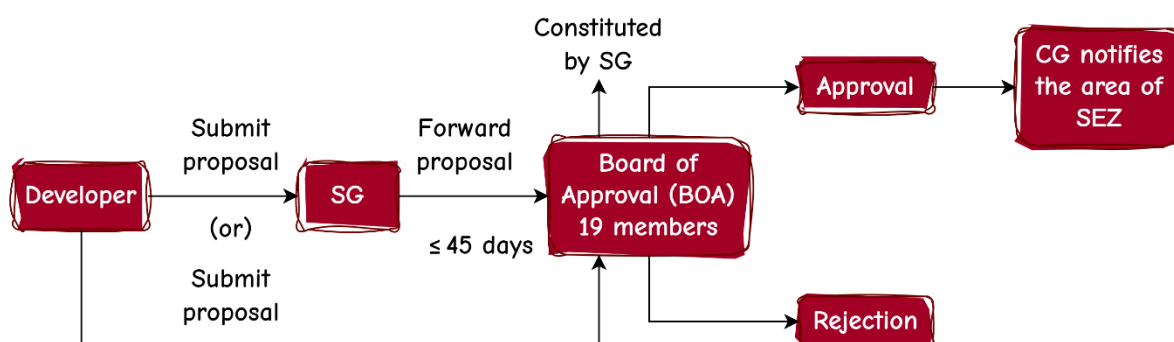 Developer
Submit
proposal
(or)
Submit
proposal
SG
Forward
proposal
≤ 45 days
Constituted
by SG
Board of
Approval (BOA)
19 members
Approval
CG notifies
the area of
SEZ
Rejection